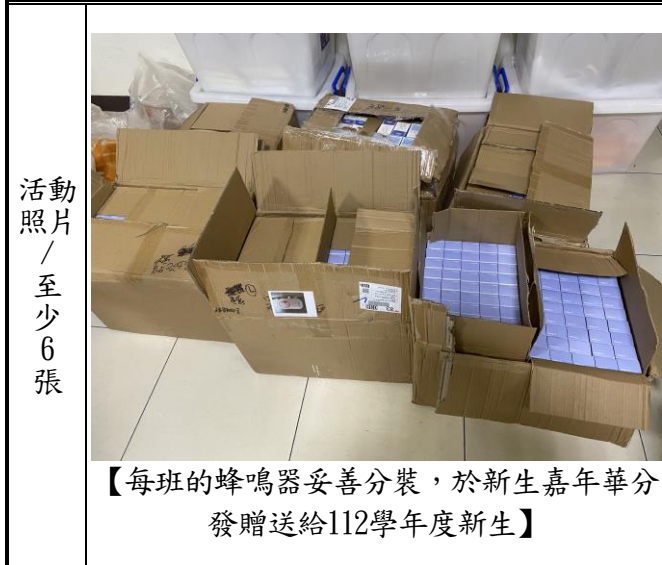 活動
照片
/
至
少
6
張
【每班的蜂鳴器妥善分裝，於新生嘉年華分
發贈送給112學年度新生】